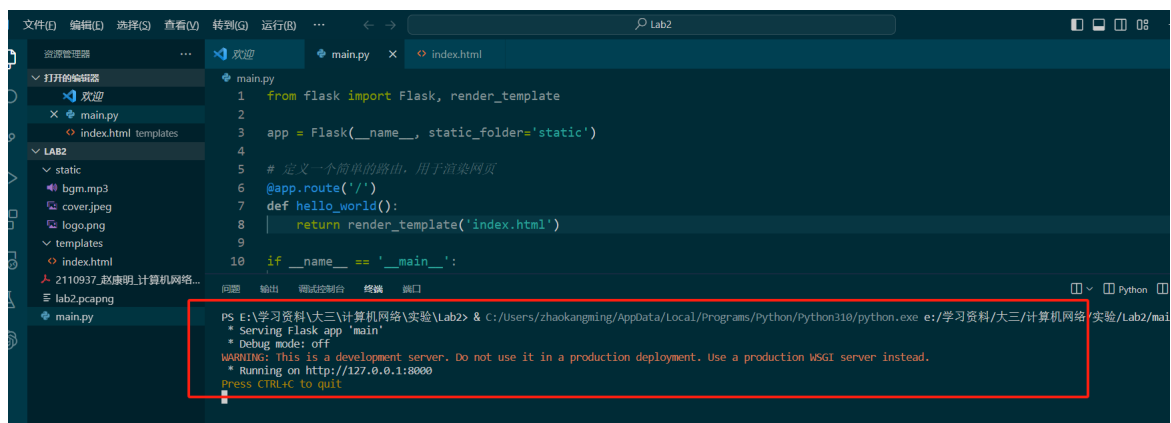 文件(F) 编辑(E) 选择(S) 查看(V) 转到(G) 运行(R) ··· Lab2
资源管理器 ···
欢迎 main.py × index.html
打开的编辑器
欢迎
× main.py
index.html templates
LAB2
static
bgm.mp3
cover.jpeg
logo.png
templates
index.html
2110937_赵康明_计算机网络...
lab2.pcapng
main.py
main.py
1 from flask import Flask, render_template
2
3 app = Flask(__name__, static_folder='static')
4
5 # 定义一个简单的路由，用于渲染网页
6 @app.route('/')
7 def hello_world():
8 return render_template('index.html')
9
10 if __name__ == '__main__':
问题 输出 调试控制台 终端 端口 Python
PS E:\学习资料\大三\计算机网络\实验\Lab2> & C:/Users/zhaokangming/AppData/Local/Programs/Python/Python310/python.exe e:/学习资料/大三/计算机网络/实验/Lab2/mai
* Serving Flask app 'main'
* Debug mode: off
WARNING: This is a development server. Do not use it in a production deployment. Use a production WSGI server instead.
* Running on http://127.0.0.1:8000
Press CTRL+C to quit